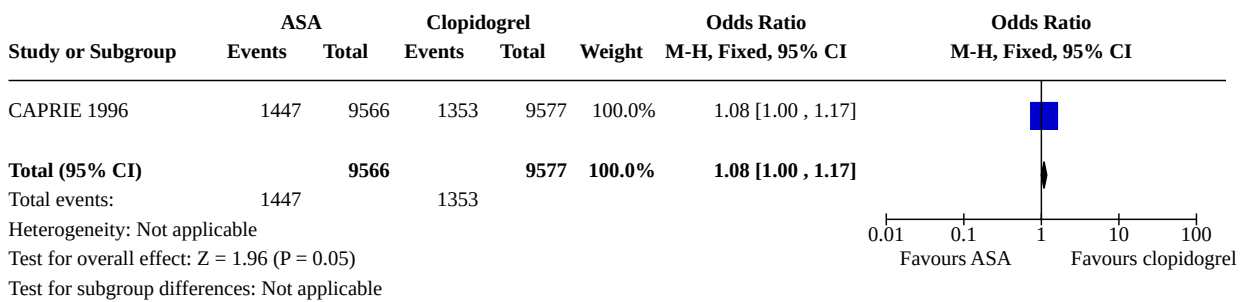 ASA Clopidogrel Odds Ratio Odds Ratio
Study or Subgroup Events Total Events Total Weight M-H, Fixed, 95% CI M-H, Fixed, 95% CI
CAPRIE 1996 1447 9566 1353 9577 100.0% 1.08 [1.00 , 1.17]
Total (95% CI) 9566 9577 100.0% 1.08 [1.00 , 1.17]
Total events: 1447 1353
Heterogeneity: Not applicable 0.01 0.1 1 10 100
Test for overall effect: Z = 1.96 (P = 0.05) Favours ASA Favours clopidogrel
Test for subgroup differences: Not applicable